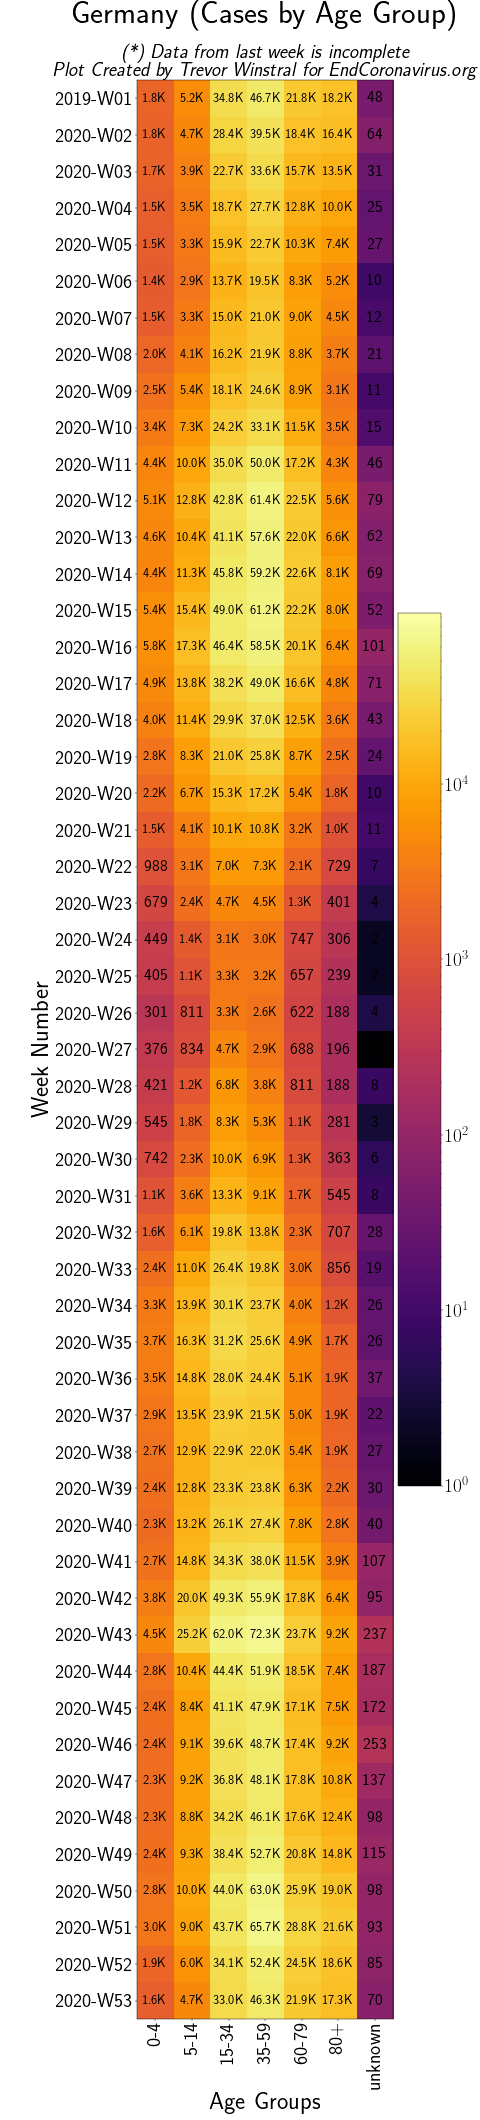 Germany (Cases by Age Group)
(*) Data from last week is incomplete
Plot Created by Trevor Winstral for EndCoronavirus.org
2019-W01 1.8K 5.2K 34.8K 46.7K 21.8K 18.2K 48
2020-W02 1.8K 4.7K 28.4K 39.5K 18.4K 16.4K 64
2020-W03 1.7K 3.9K 22.7K 33.6K 15.7K 13.5K 31
2020-W04 1.5K 3.5K 18.7K 27.7K 12.8K 10.0K 25
2020-W05 1.5K 3.3K 15.9K 22.7K 10.3K 7.4K 27
2020-W06 1.4K 2.9K 13.7K 19.5K 8.3K 5.2K 10
2020-W07 1.5K 3.3K 15.0K 21.0K 9.0K 4.5K 12
2020-W08 2.0K 4.1K 16.2K 21.9K 8.8K 3.7K 21
2020-W09 2.5K 5.4K 18.1K 24.6K 8.9K 3.1K 11
2020-W10 3.4K 7.3K 24.2K 33.1K 11.5K 3.5K 15
2020-W11 4.4K 10.0K 35.0K 50.0K 17.2K 4.3K 46
2020-W12 5.1K 12.8K 42.8K 61.4K 22.5K 5.6K 79
2020-W13 4.6K 10.4K 41.1K 57.6K 22.0K 6.6K 62
2020-W14 4.4K 11.3K 45.8K 59.2K 22.6K 8.1K 69
2020-W15 5.4K 15.4K 49.0K 61.2K 22.2K 8.0K 52
2020-W16 5.8K 17.3K 46.4K 58.5K 20.1K 6.4K 101
2020-W17 4.9K 13.8K 38.2K 49.0K 16.6K 4.8K 71
2020-W18 4.0K 11.4K 29.9K 37.0K 12.5K 3.6K 43
2020-W19 2.8K 8.3K 21.0K 25.8K 8.7K 2.5K 24
2020-W20 2.2K 6.7K 15.3K 17.2K 5.4K 1.8K 10
2020-W21 1.5K 4.1K 10.1K 10.8K 3.2K 1.0K 11
2020-W22 988 3.1K 7.0K 7.3K 2.1K 729 7
2020-W23 679 2.4K 4.7K 4.5K 1.3K 401 4
2020-W24 449 1.4K 3.1K 3.0K 747 306 2
2020-W25 405 1.1K 3.3K 3.2K 657 239 2
2020-W26 301 811 3.3K 2.6K 622 188 4
2020-W27 376 834 4.7K 2.9K 688 196
2020-W28 421 1.2K 6.8K 3.8K 811 188 8
2020-W29 545 1.8K 8.3K 5.3K 1.1K 281 3
2020-W30 742 2.3K 10.0K 6.9K 1.3K 363 6
2020-W31 1.1K 3.6K 13.3K 9.1K 1.7K 545 8
2020-W32 1.6K 6.1K 19.8K 13.8K 2.3K 707 28
2020-W33 2.4K 11.0K 26.4K 19.8K 3.0K 856 19
2020-W34 3.3K 13.9K 30.1K 23.7K 4.0K 1.2K 26
2020-W35 3.7K 16.3K 31.2K 25.6K 4.9K 1.7K 26
2020-W36 3.5K 14.8K 28.0K 24.4K 5.1K 1.9K 37
2020-W37 2.9K 13.5K 23.9K 21.5K 5.0K 1.9K 22
2020-W38 2.7K 12.9K 22.9K 22.0K 5.4K 1.9K 27
2020-W39 2.4K 12.8K 23.3K 23.8K 6.3K 2.2K 30
2020-W40 2.3K 13.2K 26.1K 27.4K 7.8K 2.8K 40
2020-W41 2.7K 14.8K 34.3K 38.0K 11.5K 3.9K 107
2020-W42 3.8K 20.0K 49.3K 55.9K 17.8K 6.4K 95
2020-W43 4.5K 25.2K 62.0K 72.3K 23.7K 9.2K 237
2020-W44 2.8K 10.4K 44.4K 51.9K 18.5K 7.4K 187
2020-W45 2.4K 8.4K 41.1K 47.9K 17.1K 7.5K 172
2020-W46 2.4K 9.1K 39.6K 48.7K 17.4K 9.2K 253
2020-W47 2.3K 9.2K 36.8K 48.1K 17.8K 10.8K 137
2020-W48 2.3K 8.8K 34.2K 46.1K 17.6K 12.4K 98
2020-W49 2.4K 9.3K 38.4K 52.7K 20.8K 14.8K 115
2020-W50 2.8K 10.0K 44.0K 63.0K 25.9K 19.0K 98
2020-W51 3.0K 9.0K 43.7K 65.7K 28.8K 21.6K 93
2020-W52 1.9K 6.0K 34.1K 52.4K 24.5K 18.6K 85
2020-W53 1.6K 4.7K 33.0K 46.3K 21.9K 17.3K 70
0-4 5-14 15-34 35-59 60-79 80+ unknown
Age Groups
Week Number
10⁴
10³
10²
10¹
10⁰